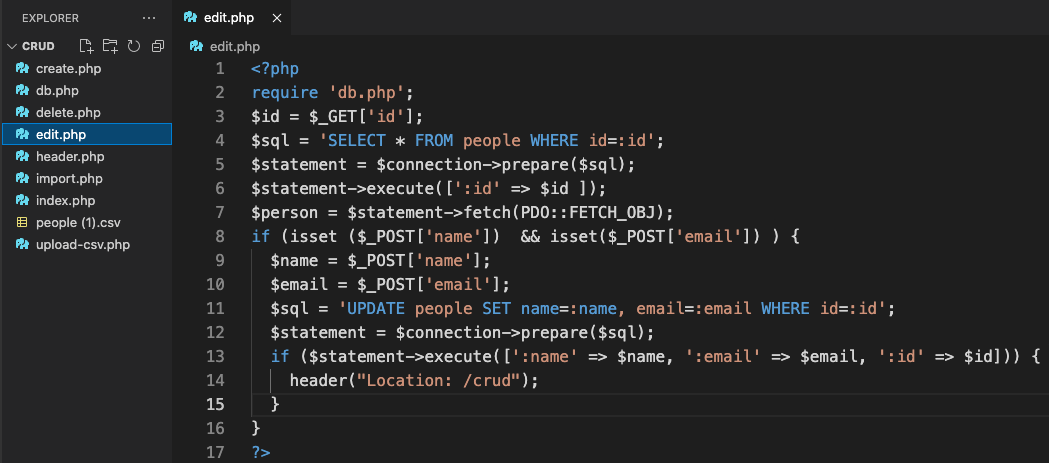 EXPLORER
CRUD
create.php
db.php
delete.php
edit.php
header.php
import.php
index.php
people (1).csv
upload-csv.php
edit.php
edit.php
1 <?php
2 require 'db.php';
3 $id = $_GET['id'];
4 $sql = 'SELECT * FROM people WHERE id=:id';
5 $statement = $connection->prepare($sql);
6 $statement->execute([':id' => $id ]);
7 $person = $statement->fetch(PDO::FETCH_OBJ);
8 if (isset ($_POST['name'])  && isset($_POST['email']) ) {
9   $name = $_POST['name'];
10   $email = $_POST['email'];
11   $sql = 'UPDATE people SET name=:name, email=:email WHERE id=:id';
12   $statement = $connection->prepare($sql);
13   if ($statement->execute([':name' => $name, ':email' => $email, ':id' => $id])) {
14     header("Location: /crud");
15   }
16 }
17 ?>